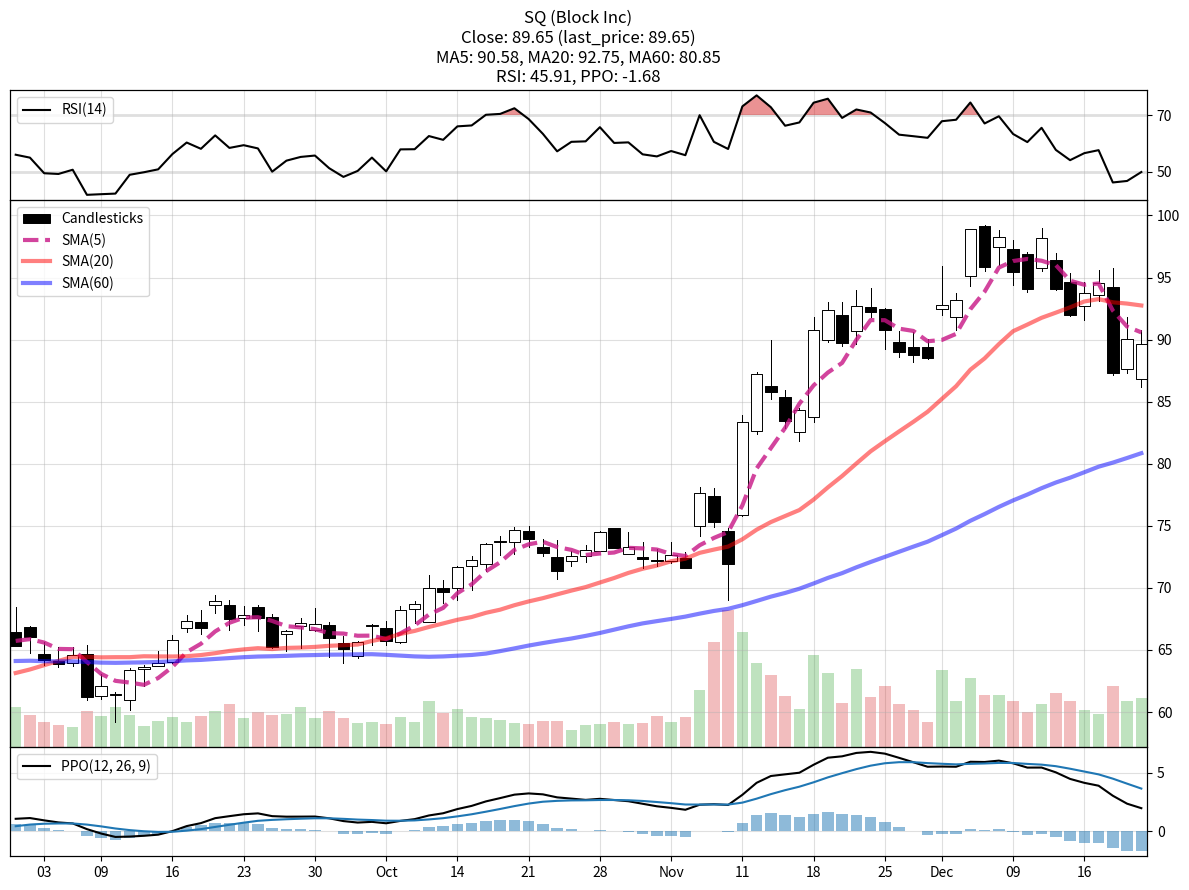 SQ (Block Inc)
Close: 89.65 (last_price: 89.65)
MA5: 90.58, MA20: 92.75, MA60: 80.85
RSI: 45.91, PPO: -1.68
RSI(14)
70
50
Candlesticks
SMA(5)
SMA(20)
SMA(60)
100
95
90
85
80
75
70
65
60
PPO(12, 26, 9)
5
0
03 09 16 23 30 Oct 14 21 28 Nov 11 18 25 Dec 09 16